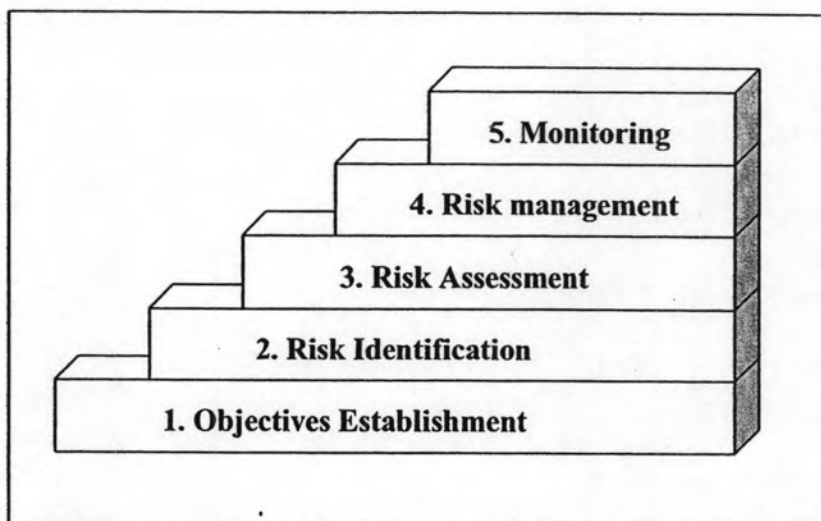 5. Monitoring
4. Risk management
3. Risk Assessment
2. Risk Identification
1. Objectives Establishment